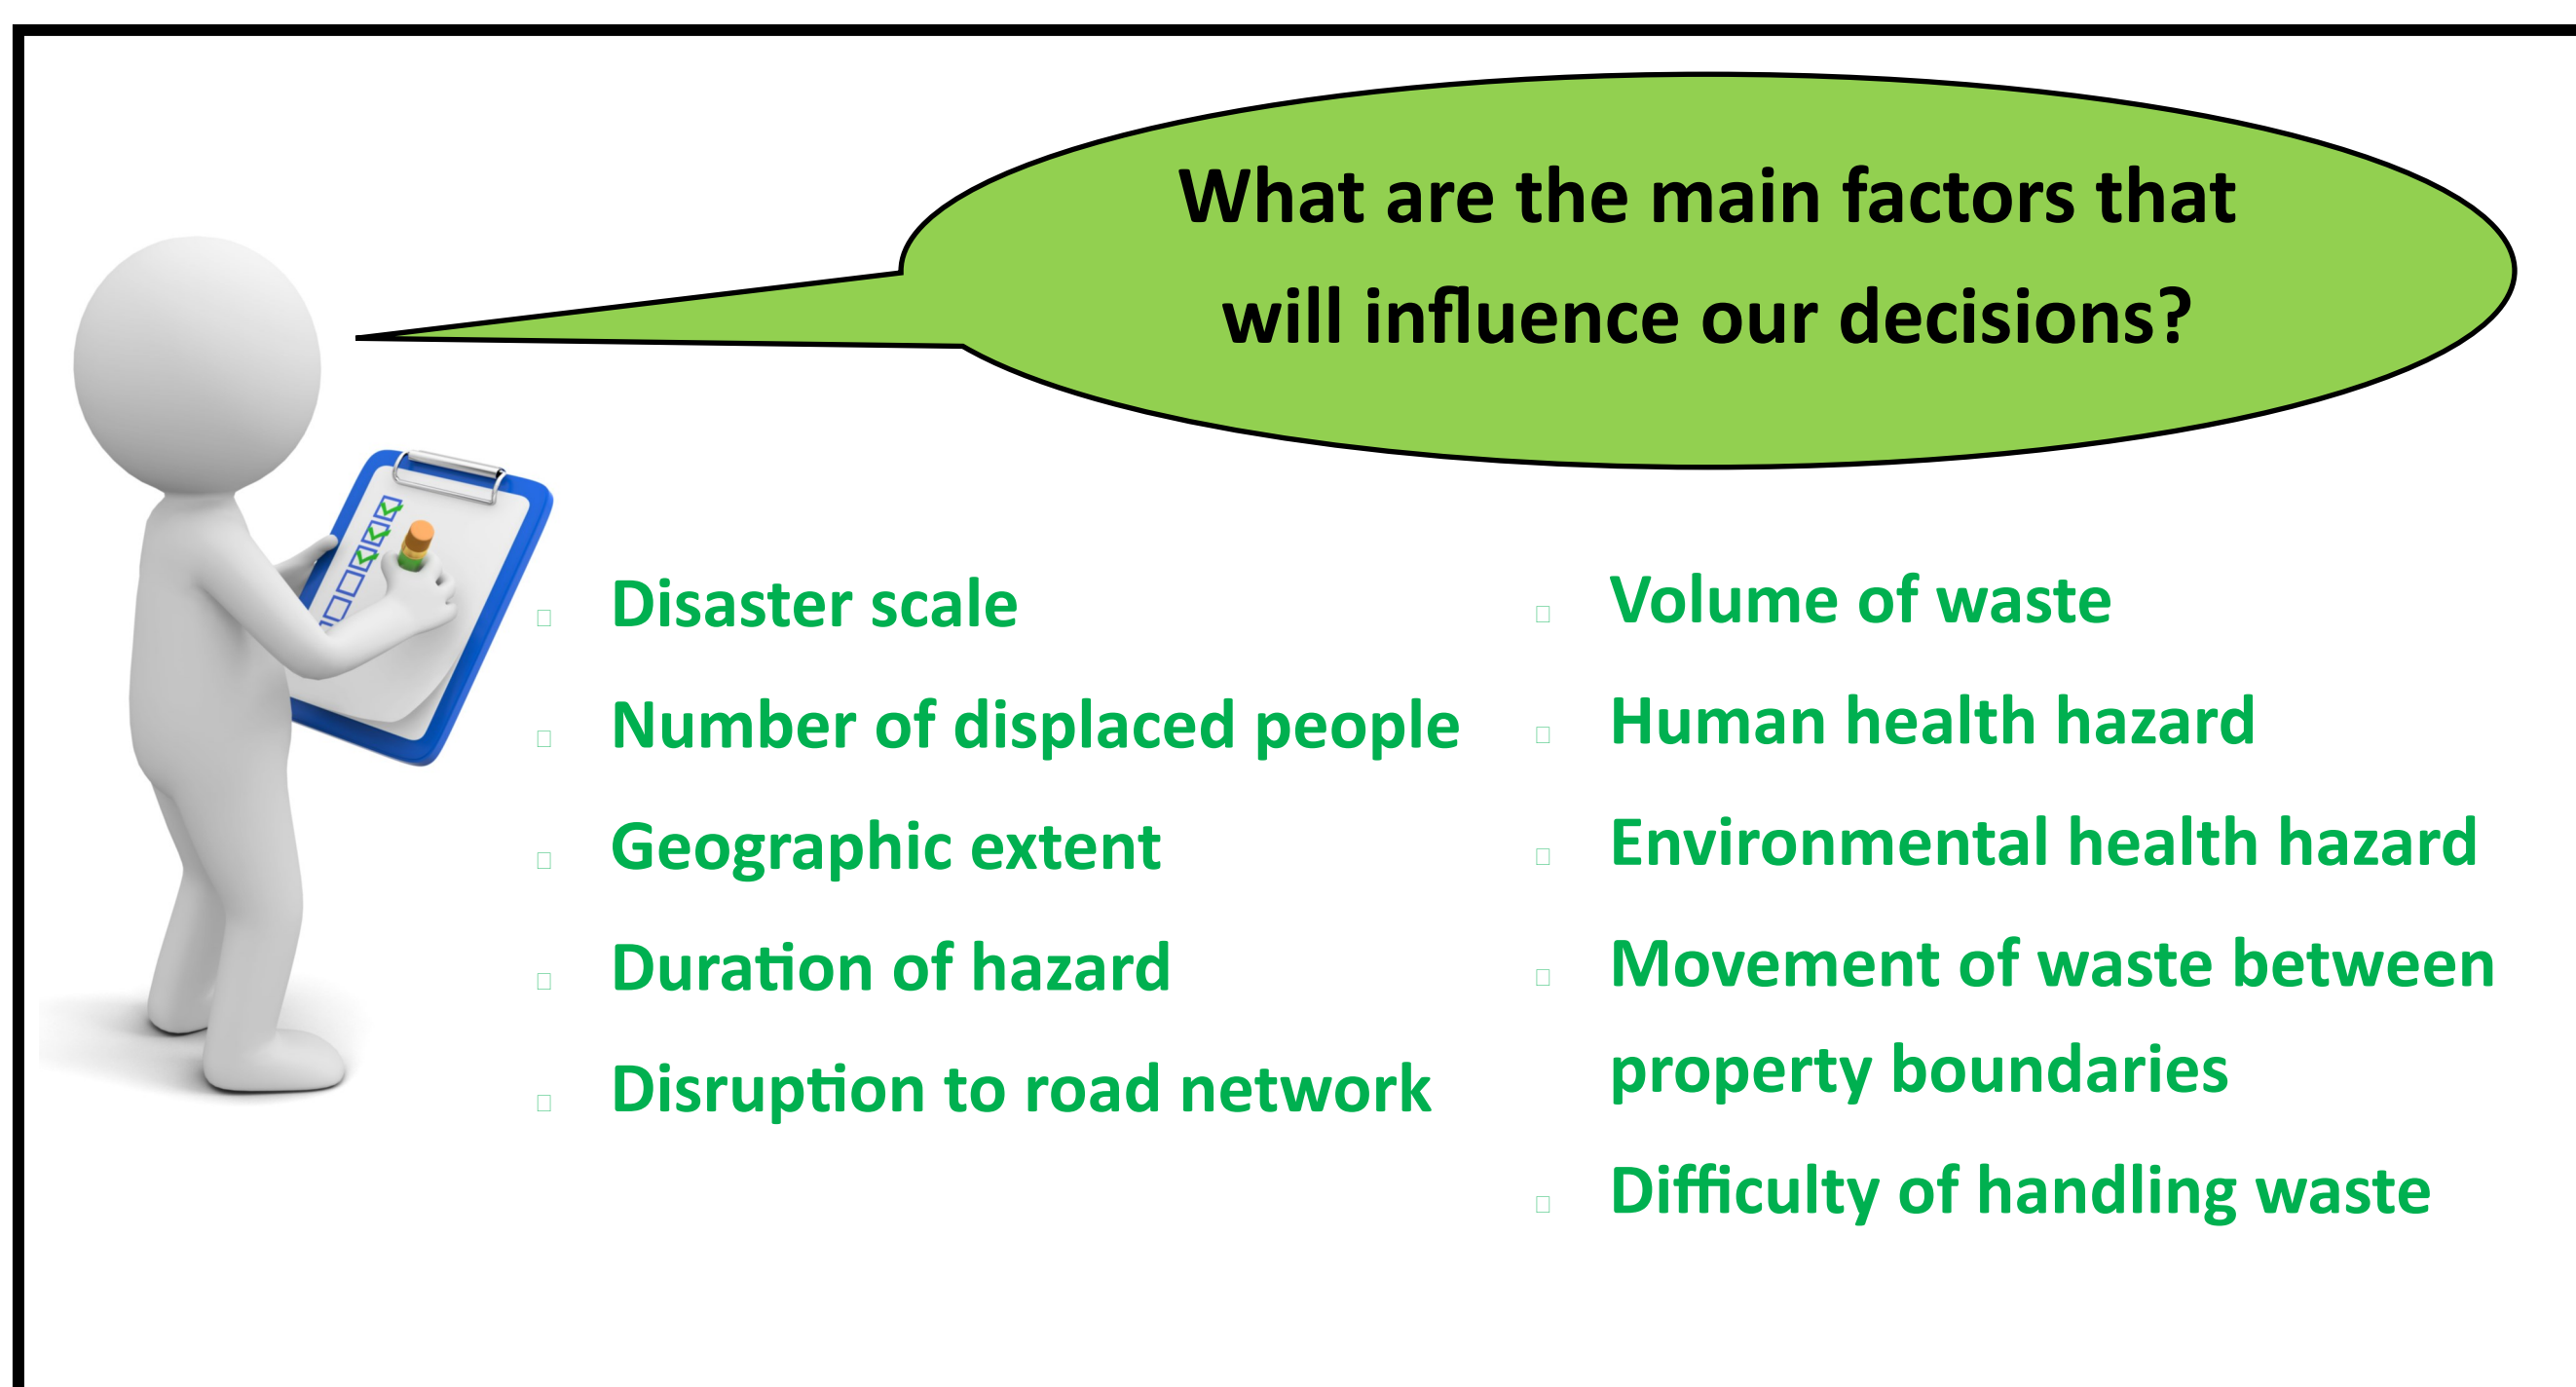 What are the main factors that
will influence our decisions?
Disaster scale
Number of displaced people
Geographic extent
Duration of hazard
Disruption to road network
Volume of waste
Human health hazard
Environmental health hazard
Movement of waste between
property boundaries
Difficulty of handling waste